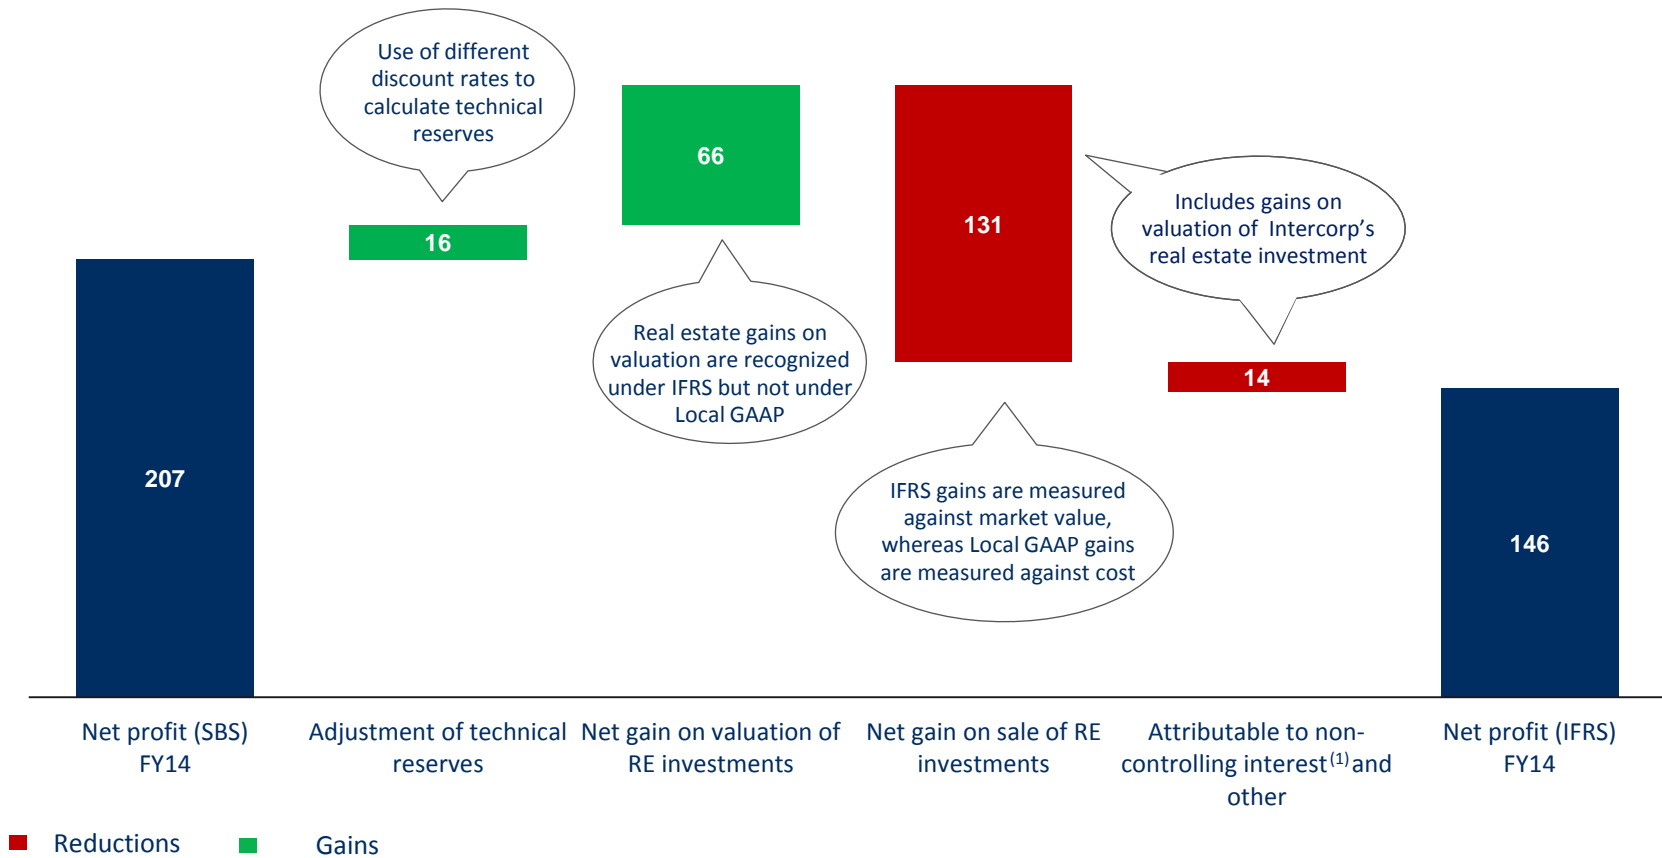 Use of different
discount rates to
calculate technical
reserves
66
16
131
Includes gains on
valuation of Intercorp’s
real estate investment
Real estate gains on
valuation are recognized
under IFRS but not under
Local GAAP
14
207
IFRS gains are measured
against market value,
whereas Local GAAP gains
are measured against cost
146
Net profit (SBS)
FY14
Adjustment of technical
reserves
Net gain on valuation of
RE investments
Net gain on sale of RE
investments
Attributable to non-
controlling interest(1) and
other
Net profit (IFRS)
FY14
Reductions
Gains